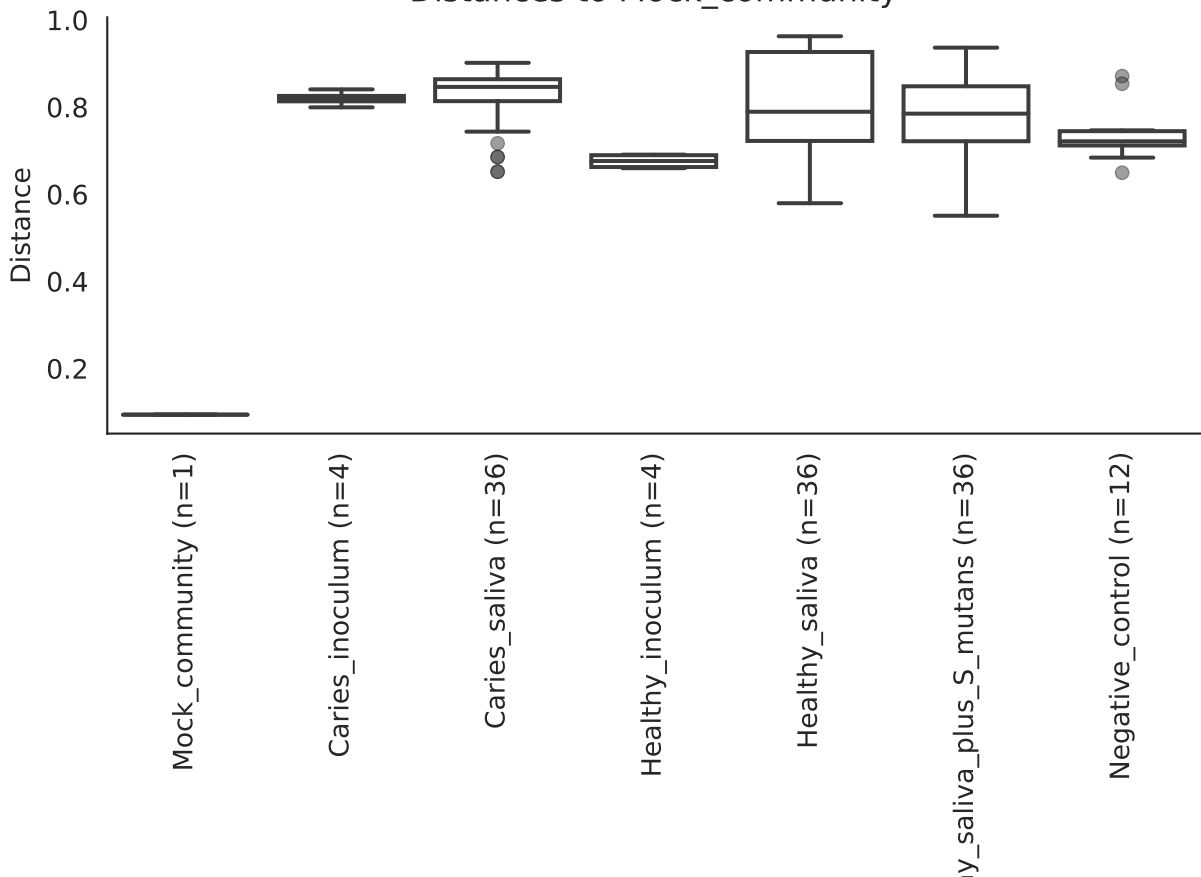 Distances to Mock_community
1.0
0.8
0.6
0.4
0.2
Distance
Mock_community (n=1)
Caries_inoculum (n=4)
Caries_saliva (n=36)
Healthy_inoculum (n=4)
Healthy_saliva (n=36)
y_saliva_plus_S_mutans (n=36)
Negative_control (n=12)